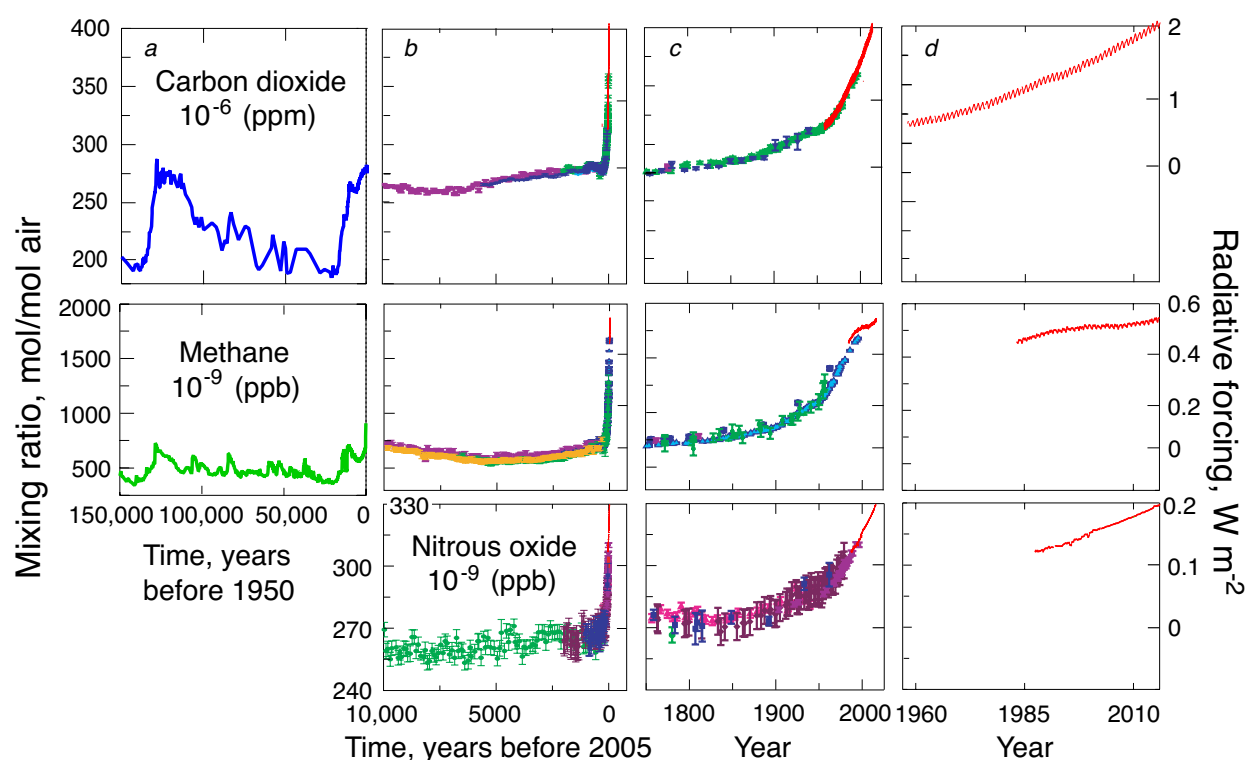 a
b
c
d
Carbon dioxide
10⁻⁶ (ppm)
400
350
300
250
200
2
1
0
Methane
10⁻⁹ (ppb)
2000
1500
1000
500
0.6
0.4
0.2
0
150,000 100,000 50,000 0
Time, years
before 1950
Nitrous oxide
10⁻⁹ (ppb)
330
300
270
240
0.2
0.1
0
10,000 5000 0
1800 1900 2000
1960 1985 2010
Time, years before 2005
Year
Year
Mixing ratio, mol/mol air
Radiative forcing, W m⁻²